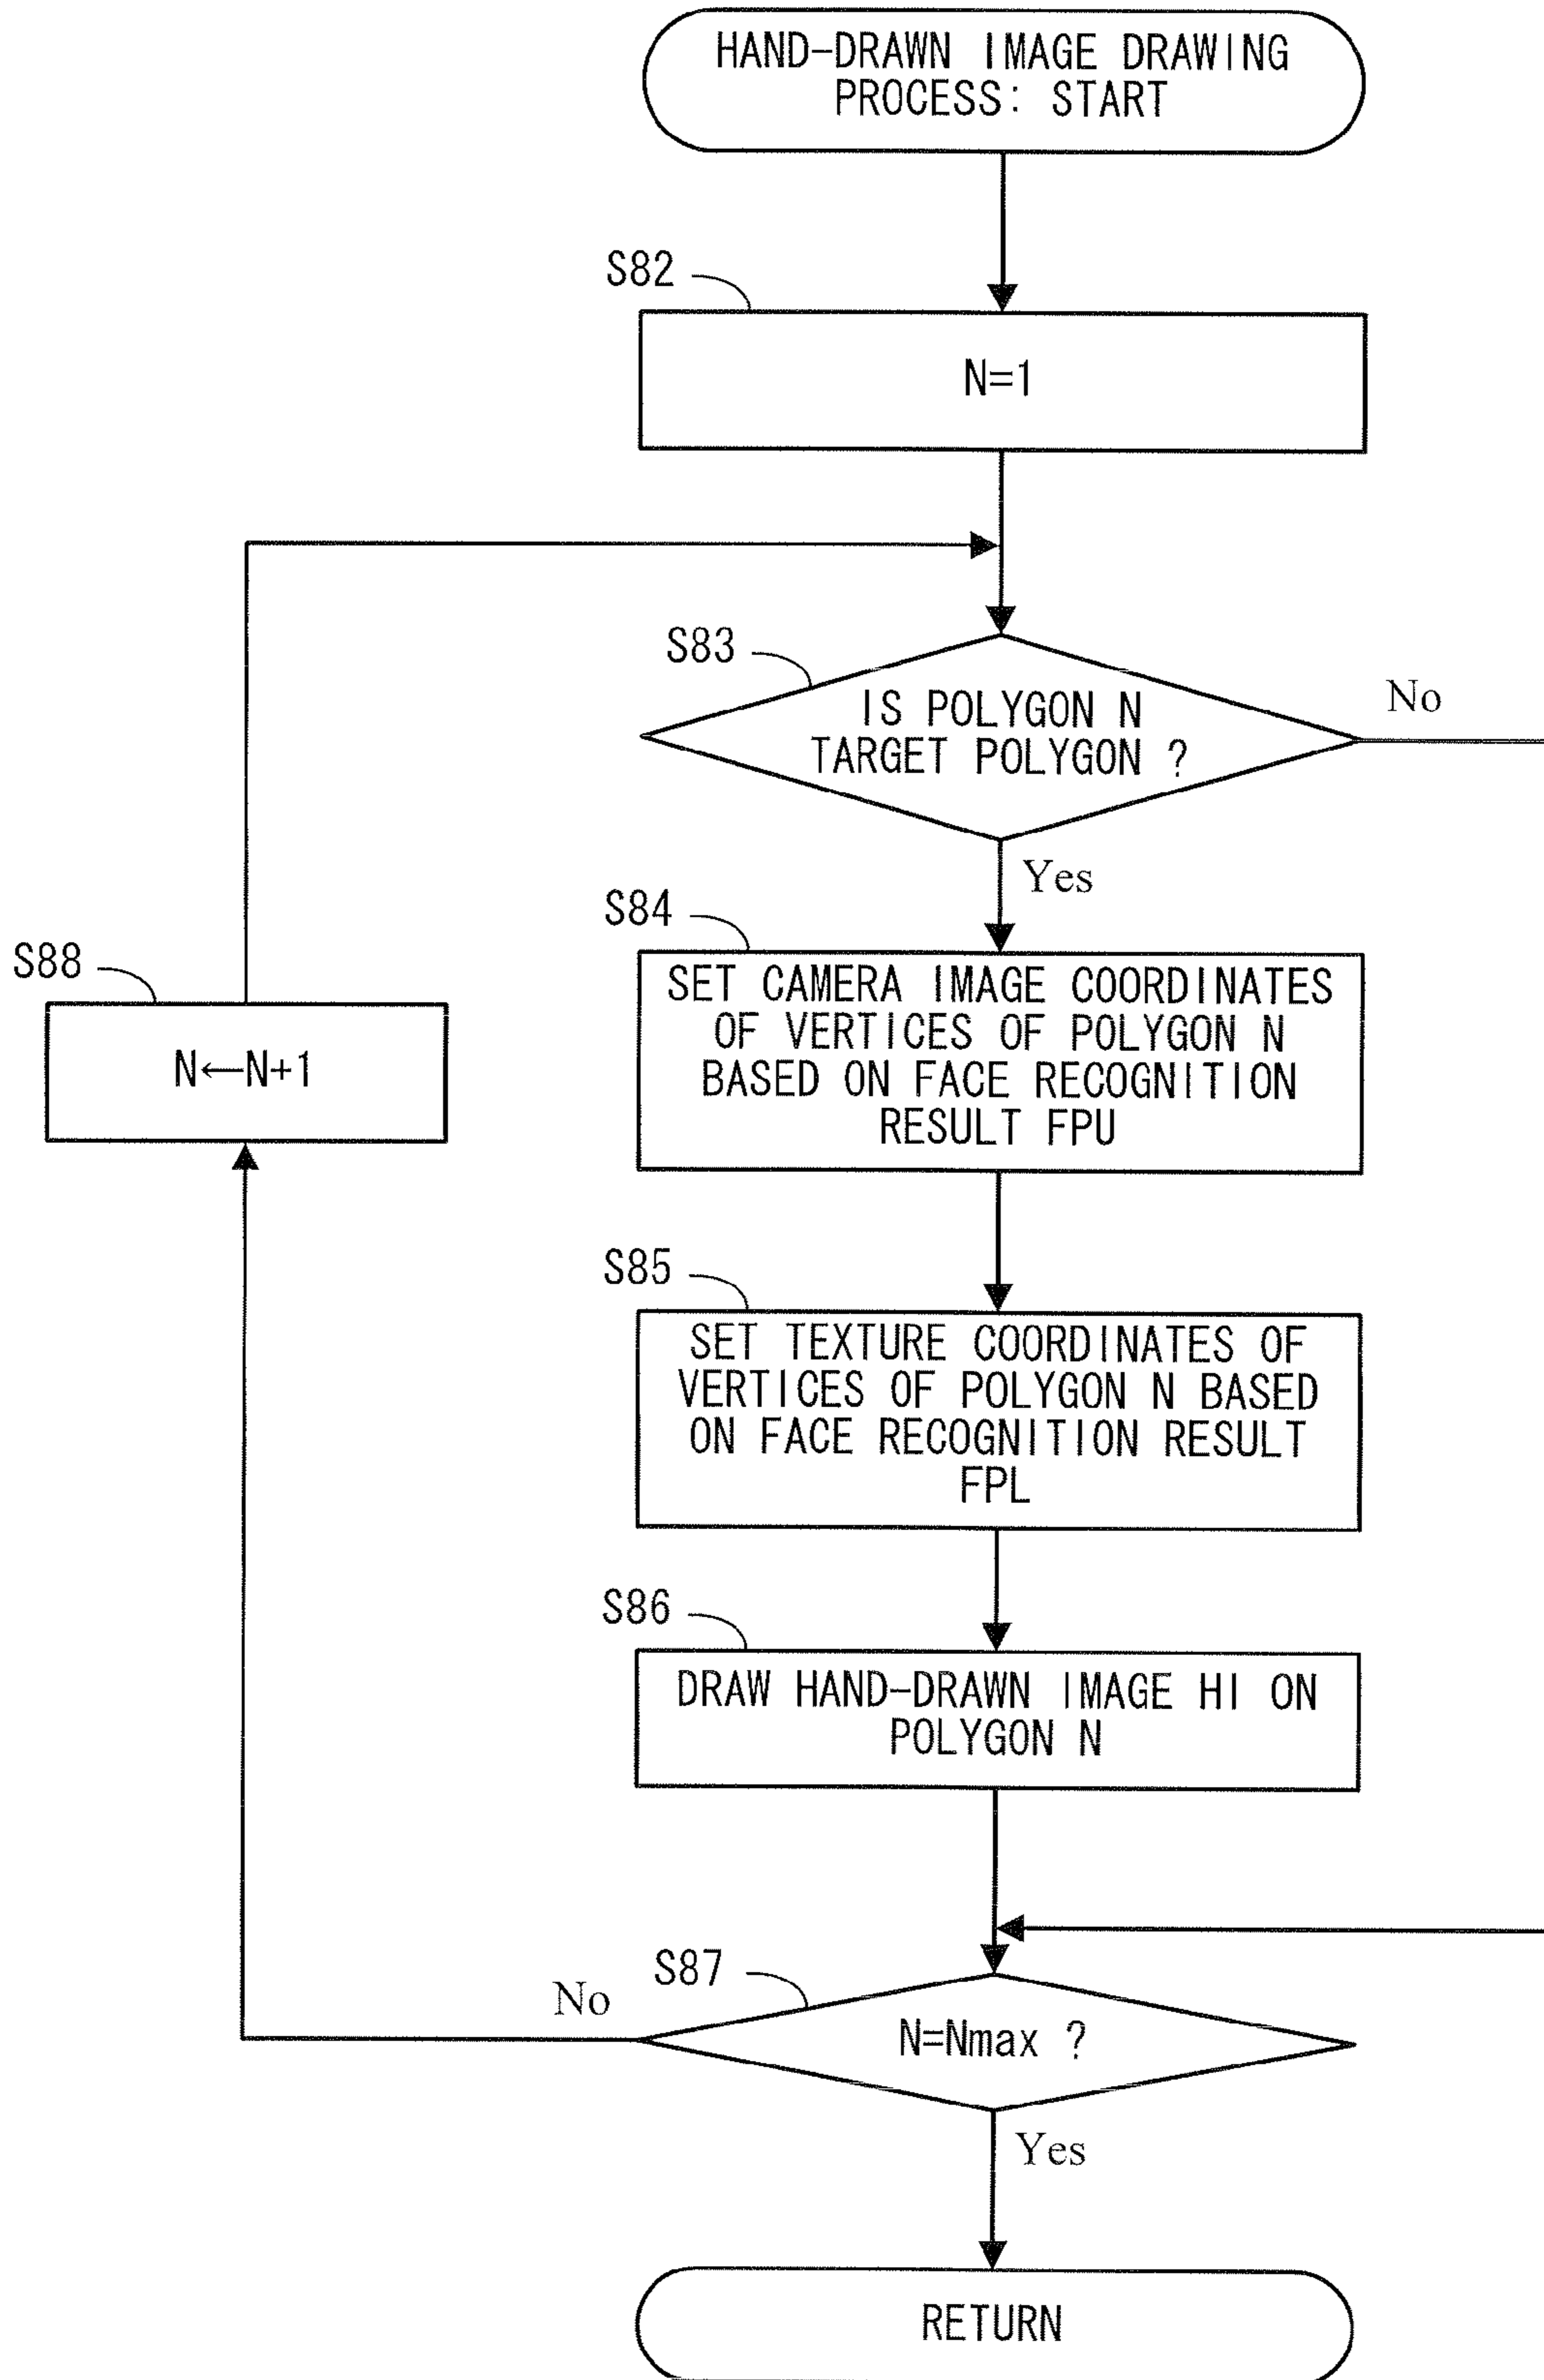 HAND-DRAWN IMAGE DRAWING
PROCESS: START
S82
N=1
S83
IS POLYGON N
TARGET POLYGON ?
No
Yes
S84
SET CAMERA IMAGE COORDINATES
OF VERTICES OF POLYGON N
BASED ON FACE RECOGNITION
RESULT FPU
S88
N←N+1
S85
SET TEXTURE COORDINATES OF
VERTICES OF POLYGON N BASED
ON FACE RECOGNITION RESULT
FPL
S86
DRAW HAND-DRAWN IMAGE HI ON
POLYGON N
S87
No
N=Nmax ?
Yes
RETURN